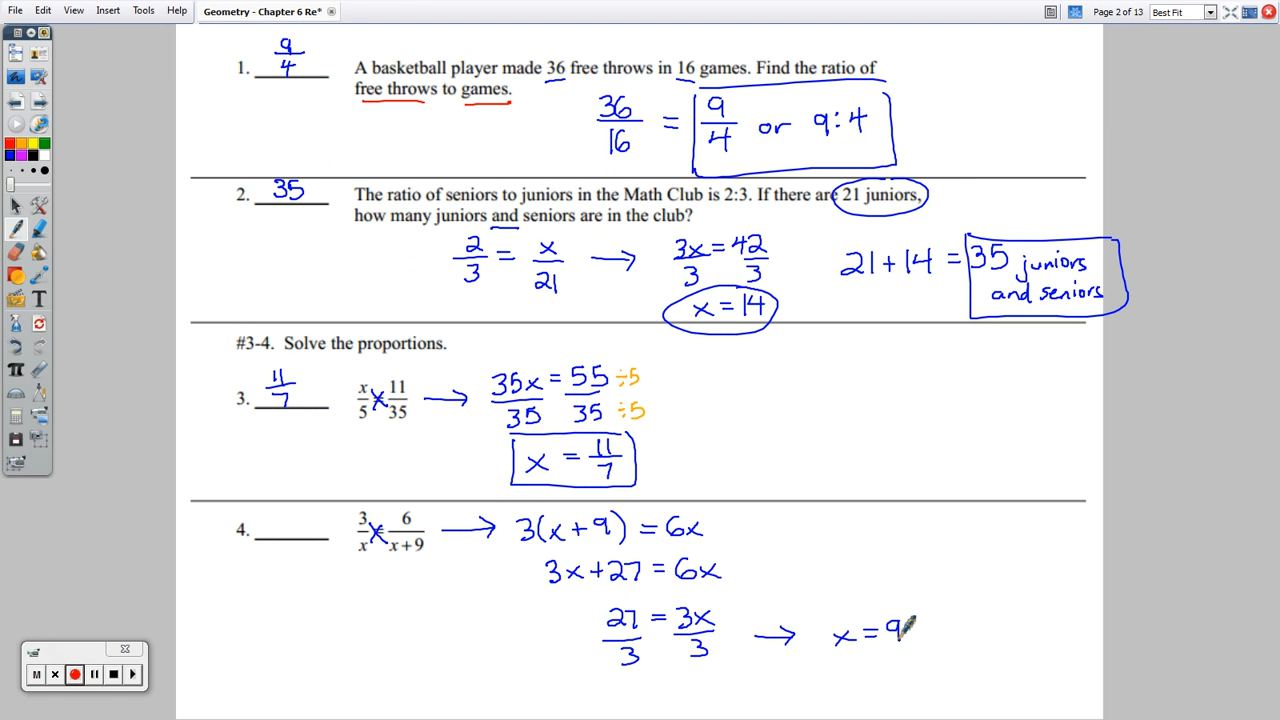 File Edit View Insert Tools Window Help
Geometry - Chapter 6 Re* Page 2 of 13 Best Fit
1. 9/4 A basketball player made 36 free throws in 16 games. Find the ratio of
free throws to games.
36/16 = 9/4 or 9:4
2. 35 The ratio of seniors to juniors in the Math Club is 2:3. If there are 21 juniors,
how many juniors and seniors are in the club?
2/3 = x/21 → 3x/3 = 42/3 21 + 14 = 35 juniors
and seniors
x = 14
#3-4. Solve the proportions.
3. 11/7 x/5 = 11/35 → 35x/35 = 55/35 ÷5 ÷5
x = 11/7
4. ______ 3/x = 6/x+9 → 3(x+9) = 6x
3x+27 = 6x
27/3 = 3x/3 → x = 9
M